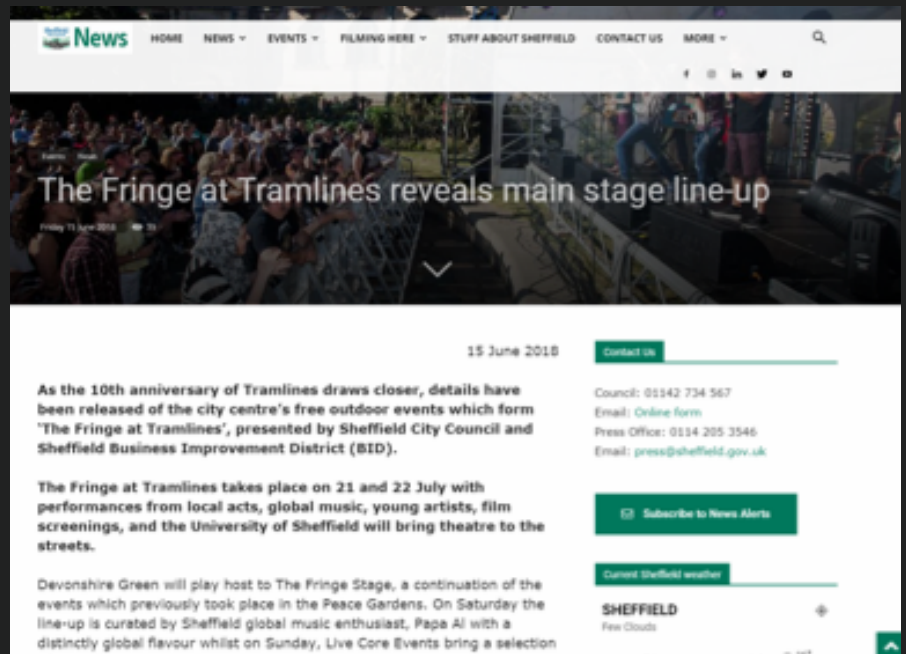 News
HOME NEWS EVENTS FILMING HERE STUFF ABOUT SHEFFIELD CONTACT US MORE
Events News
The Fringe at Tramlines reveals main stage line-up
Friday 15 June 2018
15 June 2018
As the 10th anniversary of Tramlines draws closer, details have
been released of the city centre's free outdoor events which form
'The Fringe at Tramlines', presented by Sheffield City Council and
Sheffield Business Improvement District (BID).
The Fringe at Tramlines takes place on 21 and 22 July with
performances from local acts, global music, young artists, film
screenings, and the University of Sheffield will bring theatre to the
streets.
Devonshire Green will play host to The Fringe Stage, a continuation of the
events which previously took place in the Peace Gardens. On Saturday the
line-up is curated by Sheffield global music enthusiast, Papa Al with a
distinctly global flavour whilst on Sunday, Live Core Events bring a selection
Contact Us
Council: 01142 734 567
Email: Online form
Press Office: 0114 205 3546
Email: press@sheffield.gov.uk
Subscribe to News Alerts
Current Sheffield weather
SHEFFIELD
Few Clouds